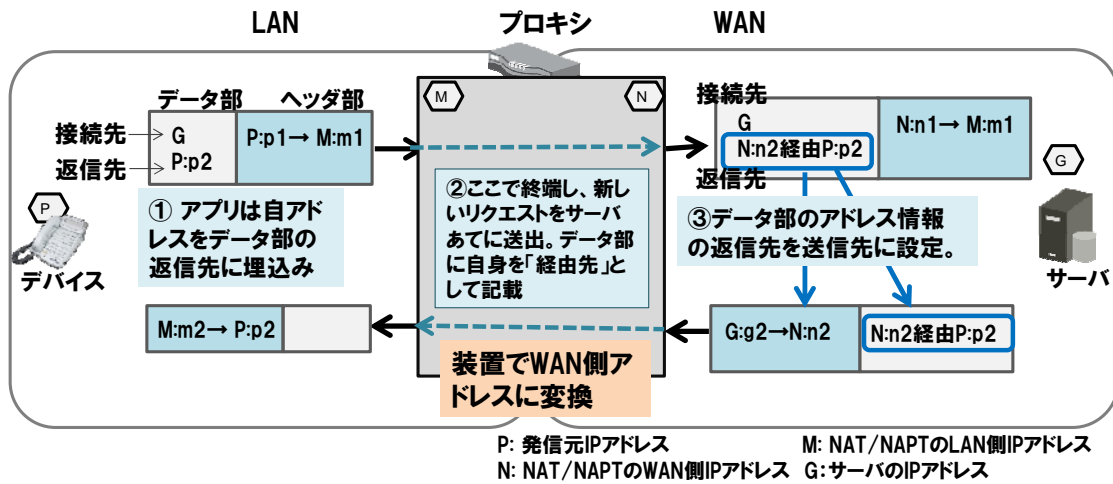 LAN
プロキシ
WAN
データ部
ヘッダ部
接続先
返信先
G
P:p2
P:p1→ M:m1
M
N
接続先
G
N:n2経由P:p2
返信先
N:n1→ M:m1
G
P
デバイス
サーバ
① アプリは自アド
レスをデータ部の
返信先に埋込み
②ここで終端し、新し
いリクエストをサーバ
あてに送出。データ部
に自身を「経由先」と
して記載
③データ部のアドレス情報
の返信先を送信先に設定。
M:m2→ P:p2
G:g2→N:n2
N:n2経由P:p2
装置でWAN側ア
ドレスに変換
P: 発信元IPアドレス
M: NAT/NAPTのLAN側IPアドレス
N: NAT/NAPTのWAN側IPアドレス
G:サーバのIPアドレス